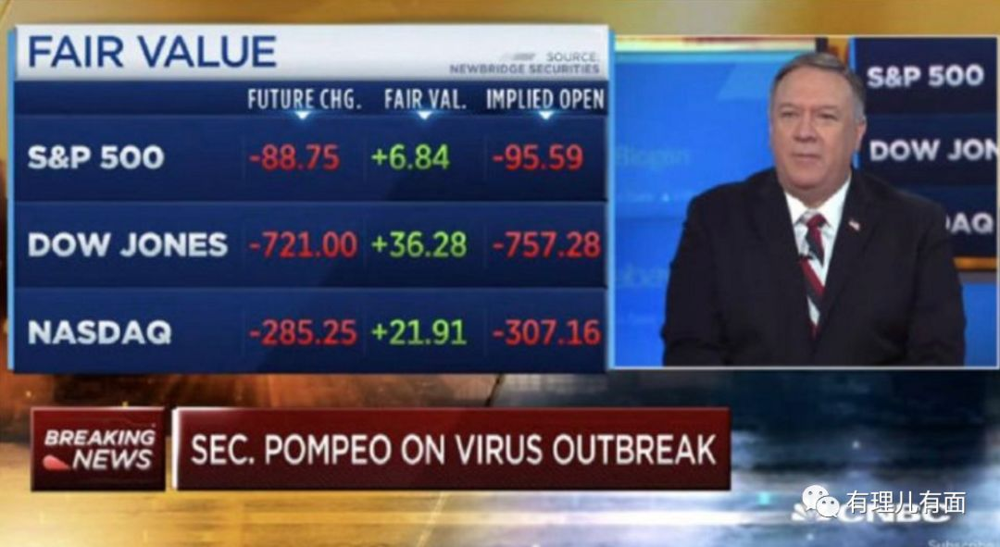 FAIR VALUE
SOURCE:
NEWBRIDGE SECURITIES
FUTURE CHG. FAIR VAL. IMPLIED OPEN
S&P 500 -88.75 +6.84 -95.59
DOW JONES -721.00 +36.28 -757.28
NASDAQ -285.25 +21.91 -307.16
S&P 500
DOW JON
DAQ
BREAKING
NEWS
SEC. POMPEO ON VIRUS OUTBREAK
有理儿有面
CNBC